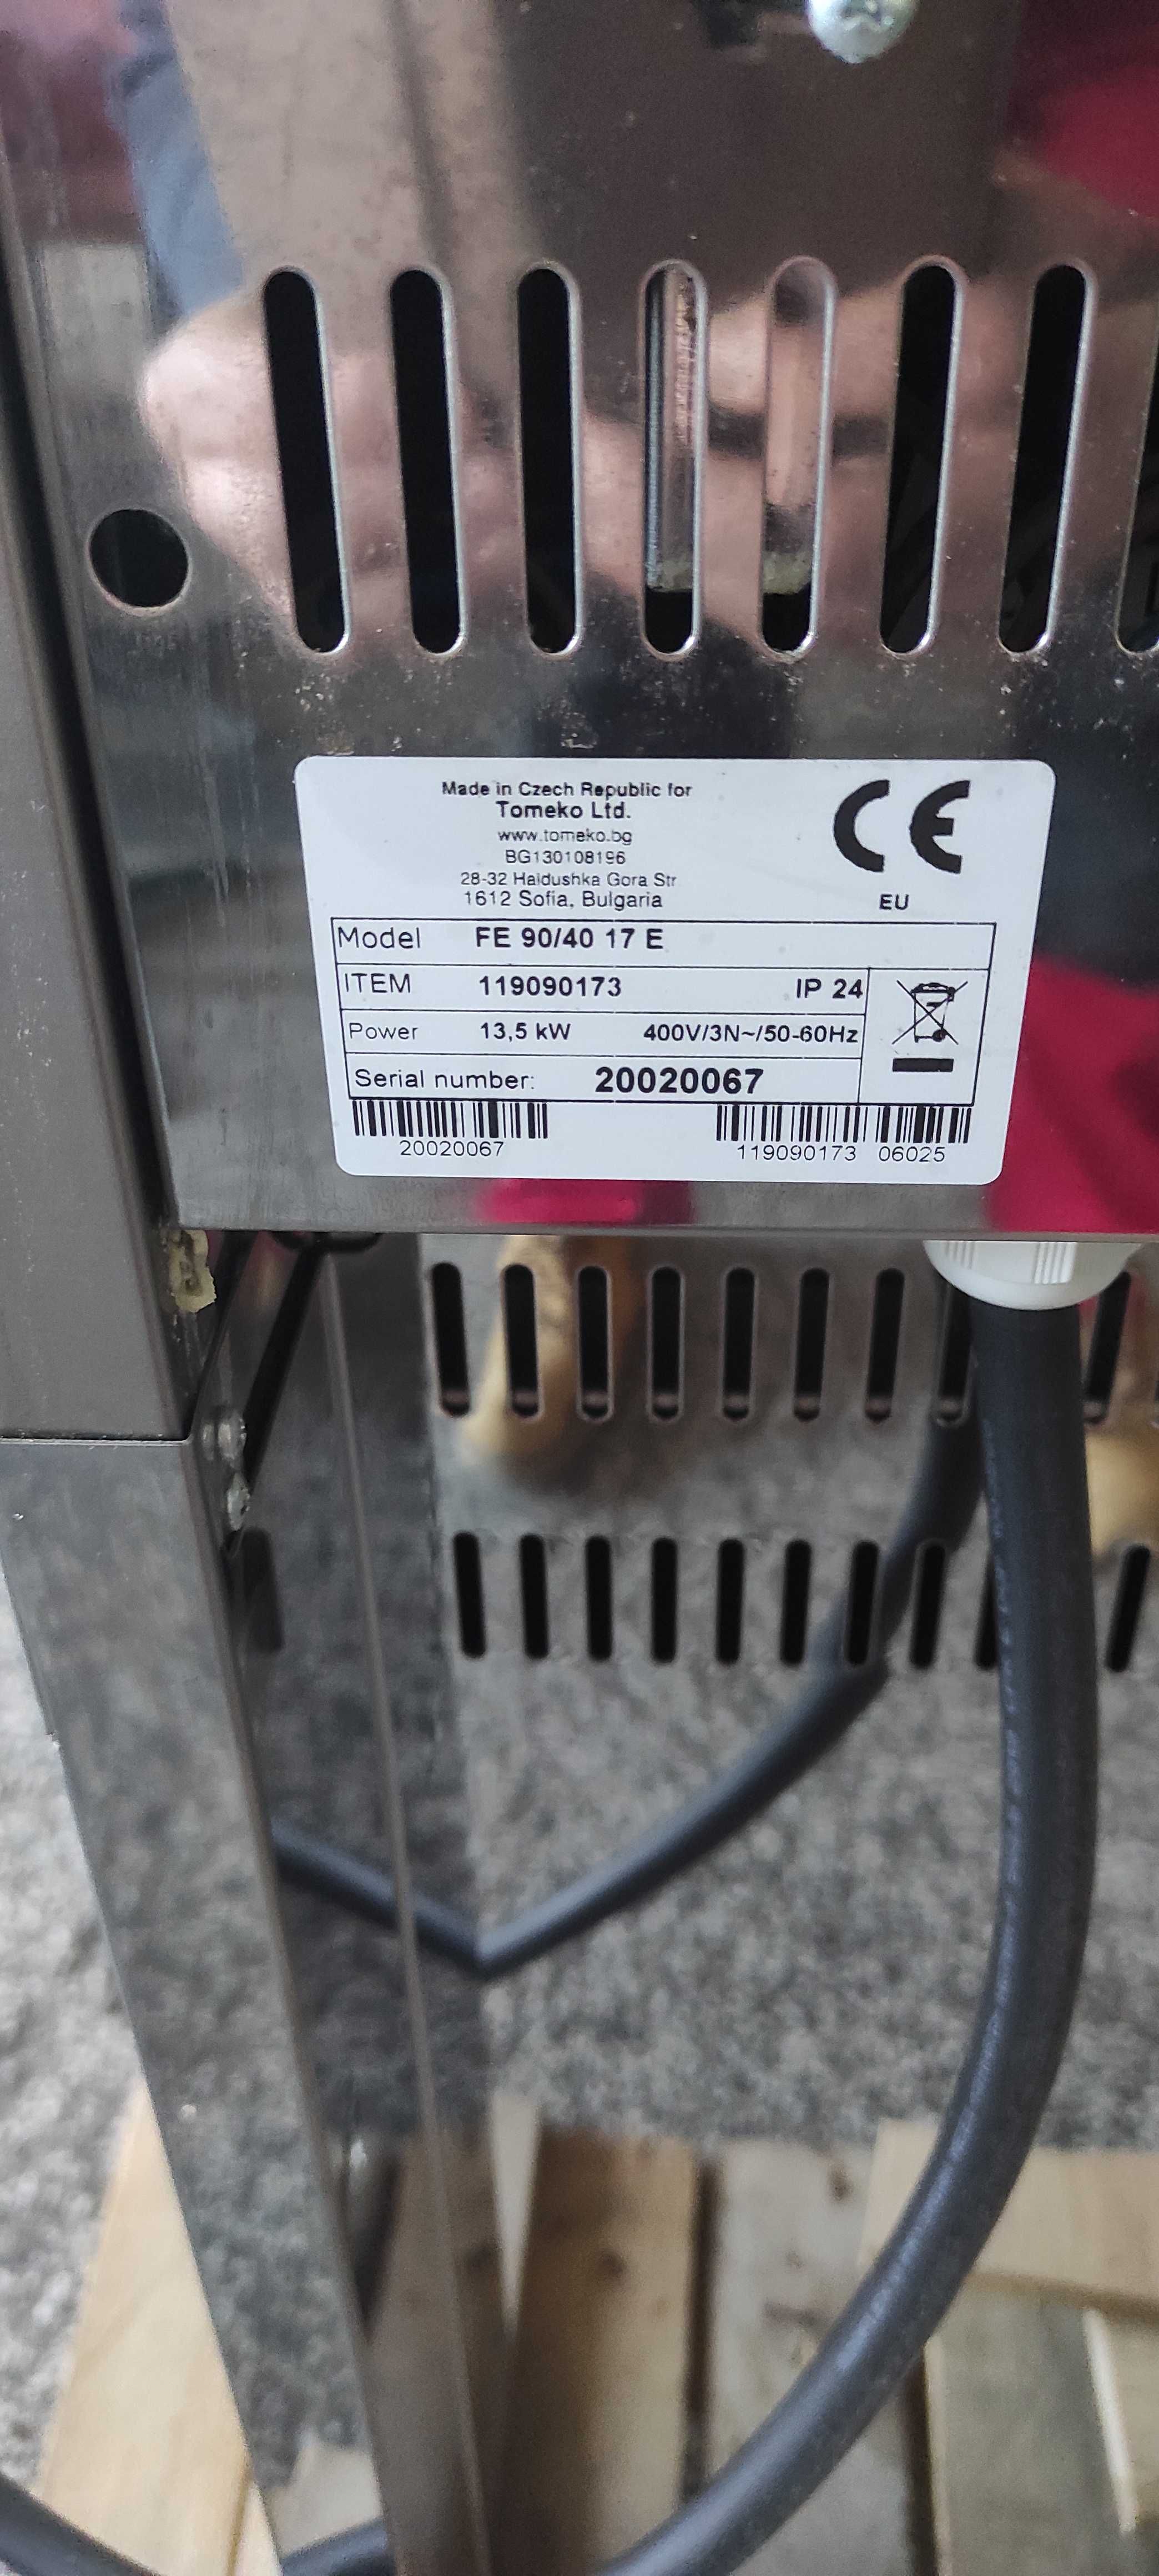 Made in Czech Republic for
Tomeko Ltd.
www.tomeko.bg
BG130108196
28-32 Haidushka Gora Str
1612 Sofia, Bulgaria
CE
EU
Model FE 90/40 17 E
ITEM 119090173 IP 24
Power 13,5 kW 400V/3N~/50-60Hz
Serial number: 20020067
20020067 119090173 06025